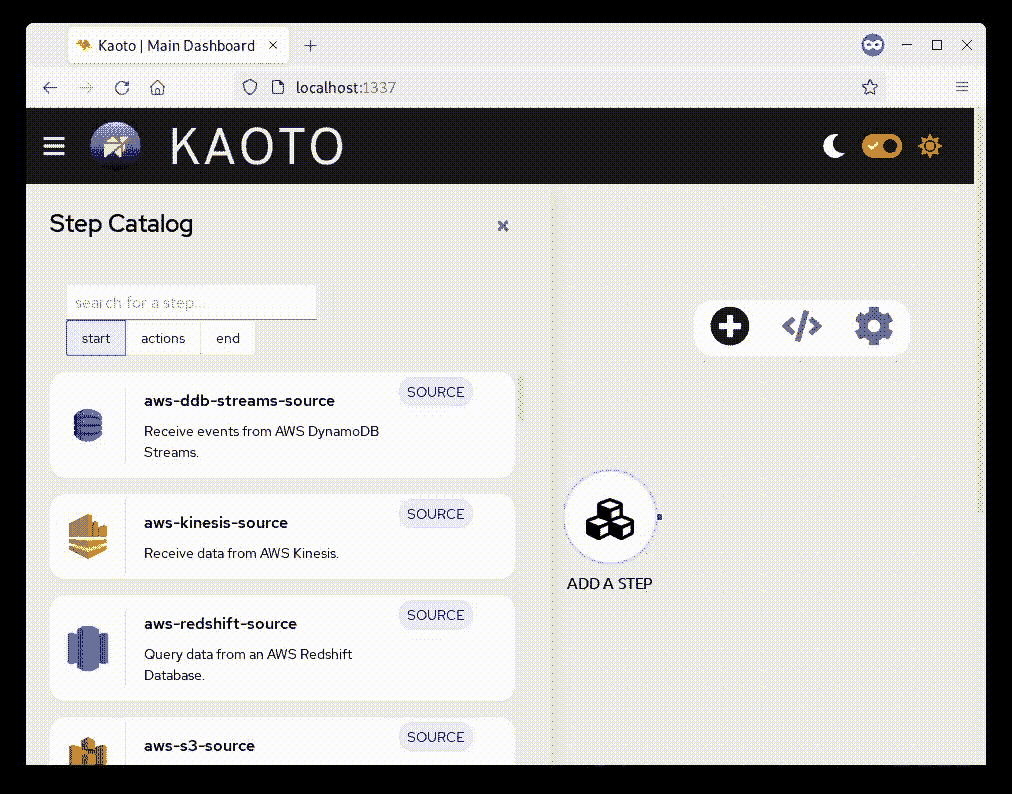 Kaoto | Main Dashboard
localhost:1337
KAOTO
Step Catalog
search for a step...
start
actions
end
aws-ddb-streams-source
SOURCE
Receive events from AWS DynamoDB
Streams.
aws-kinesis-source
SOURCE
Receive data from AWS Kinesis.
aws-redshift-source
SOURCE
Query data from an AWS Redshift
Database.
aws-s3-source
SOURCE
ADD A STEP